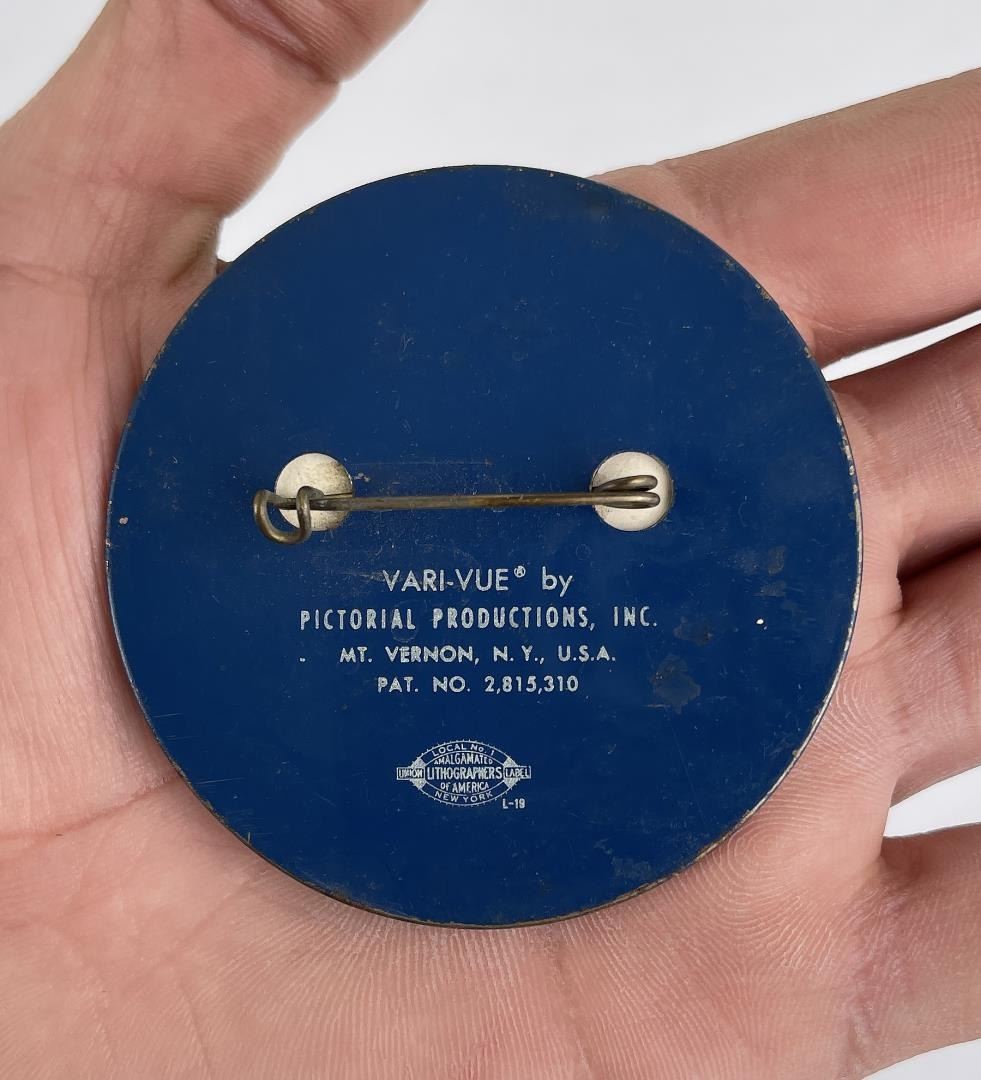 VARI-VUE® by
PICTORIAL PRODUCTIONS, INC.
MT. VERNON, N.Y., U.S.A.
PAT. NO. 2,815,310
LOCAL No. 1
AMALGAMATED
UNION LITHOGRAPHERS LABEL
OF AMERICA
NEW YORK
L-19